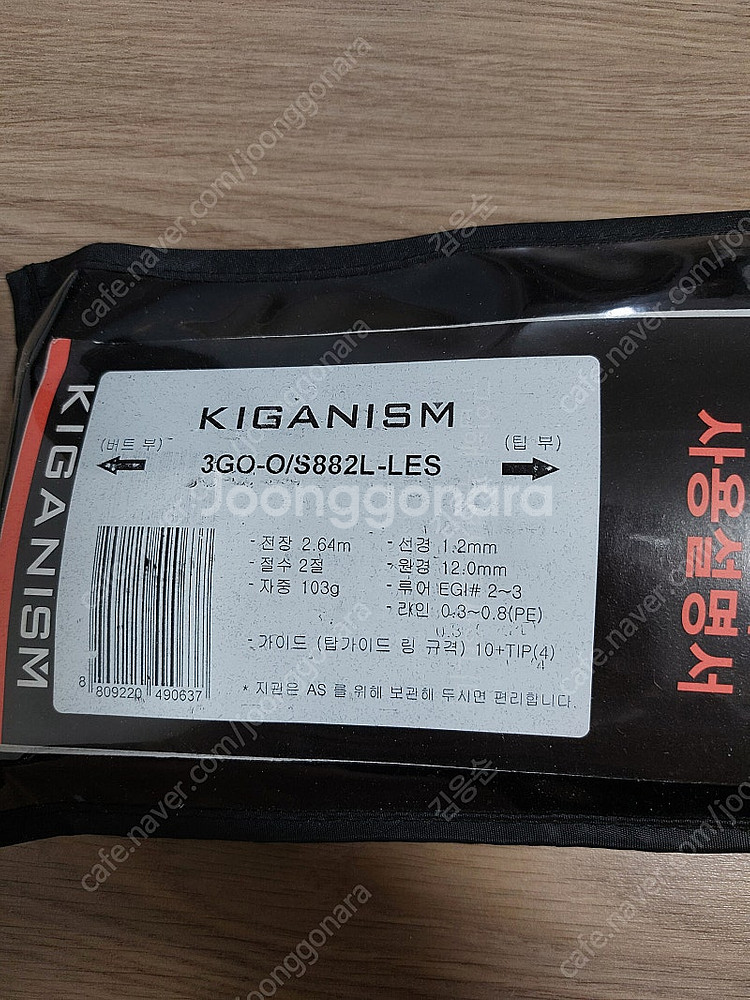 KIGANISM
(버트 부)
(팁 부)
3GO-O/S882L-LES
Joonggonara
- 전장 2.64m
- 절수 2절
- 자중 103g
- 선경 1.2mm
- 원경 12.0mm
- 루어 EGI# 2~3
- 라인 0.3~0.8(PE)
- 가이드 (탑가이드 링 규격) 10+TIP(4)
* 지관은 AS 를 위해 보관해 두시면 편리합니다.
8 809220 490637
KIGANISM
사용설명서
cafe.naver.com/joonggonara
김응순